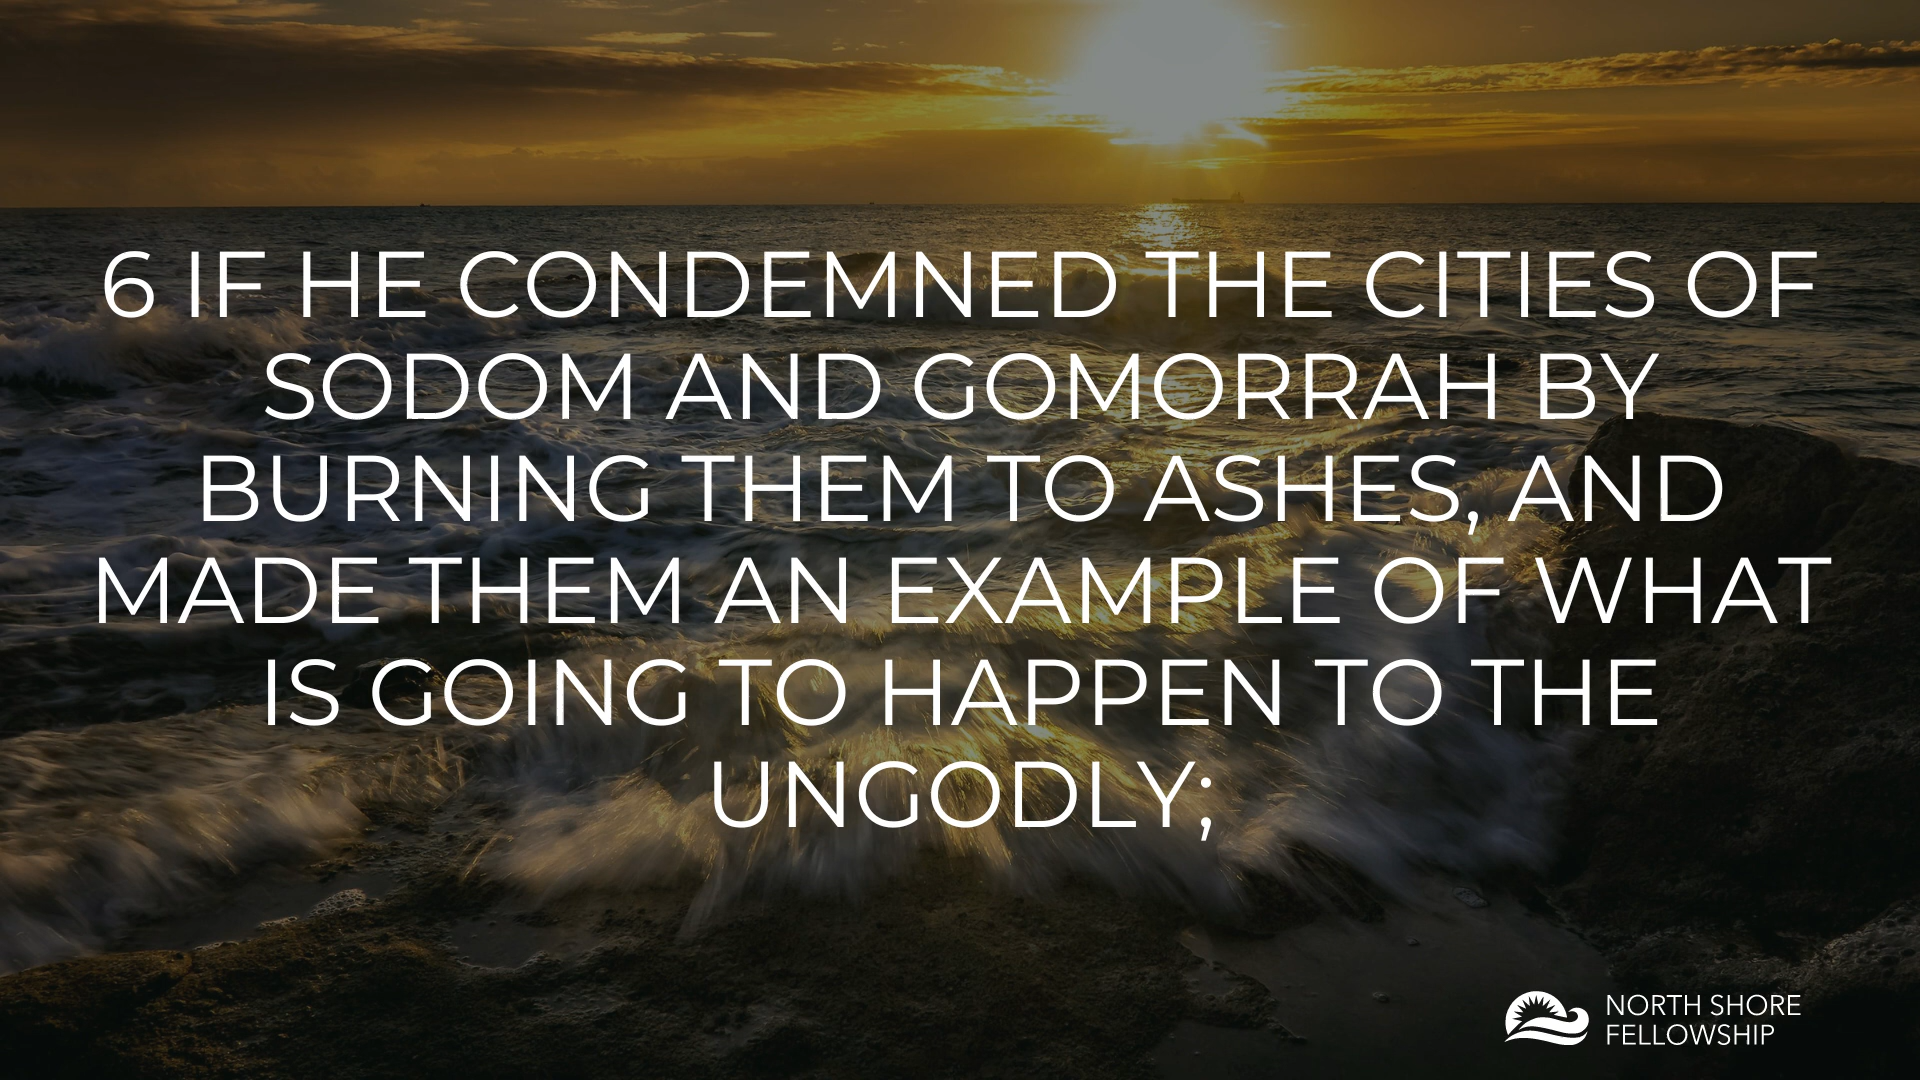 6 IF HE CONDEMNED THE CITIES OF
SODOM AND GOMORRAH BY
BURNING THEM TO ASHES, AND
MADE THEM AN EXAMPLE OF WHAT
IS GOING TO HAPPEN TO THE
UNGODLY;
NORTH SHORE
FELLOWSHIP